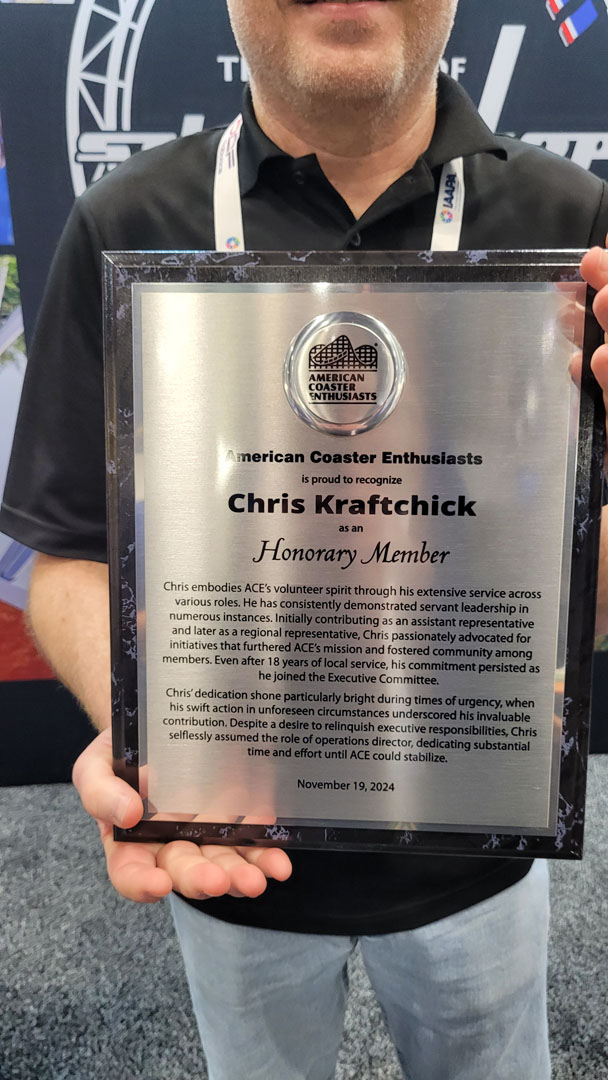 TH
OF
IAAPA
AMERICAN
COASTER
ENTHUSIASTS
American Coaster Enthusiasts
is proud to recognize
Chris Kraftchick
as an
Honorary Member
Chris embodies ACE's volunteer spirit through his extensive service across
various roles. He has consistently demonstrated servant leadership in
numerous instances. Initially contributing as an assistant representative
and later as a regional representative, Chris passionately advocated for
initiatives that furthered ACE's mission and fostered community among
members. Even after 18 years of local service, his commitment persisted as
he joined the Executive Committee.
Chris' dedication shone particularly bright during times of urgency, when
his swift action in unforeseen circumstances underscored his invaluable
contribution. Despite a desire to relinquish executive responsibilities, Chris
selflessly assumed the role of operations director, dedicating substantial
time and effort until ACE could stabilize.
November 19, 2024